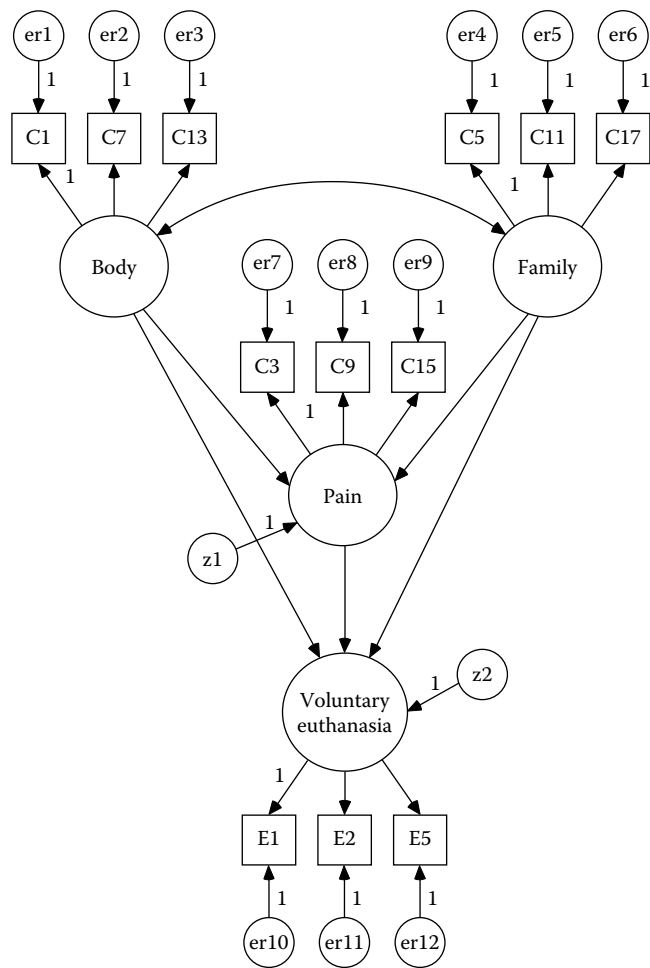 er1 er2 er3 er4 er5 er6
1 1 1 1 1 1
C1 C7 C13 C5 C11 C17
1 1
Body Family
er7 er8 er9
1 1 1
C3 C9 C15
1
Pain
1
z1
z2
1
Voluntary
euthanasia
1
E1 E2 E5
1 1 1
er10 er11 er12